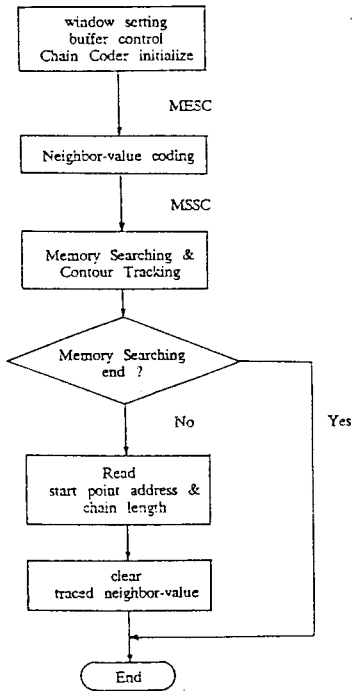 window setting
buffer control
Chain Coder initialize
MESC
Neighbor-value coding
MSSC
Memory Searching &
Contour Tracking
Memory Searching
end ?
No
Yes
Read
start point address &
chain length
clear
traced neighbor-value
End